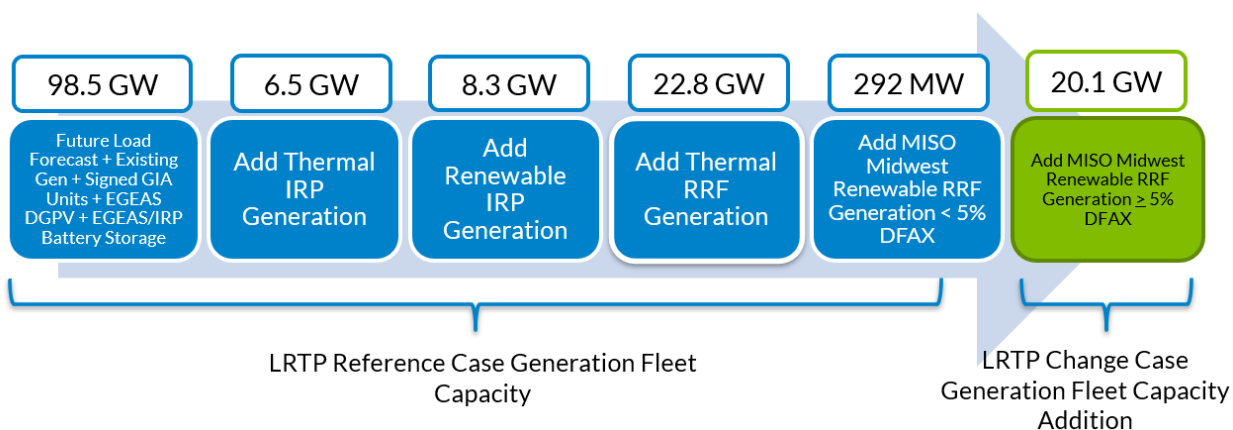 98.5 GW
6.5 GW
8.3 GW
22.8 GW
292 MW
20.1 GW
Future Load
Forecast + Existing
Gen + Signed GIA
Units + EGEAS
DGPV + EGEAS/IRP
Battery Storage
Add Thermal
IRP
Generation
Add
Renewable
IRP
Generation
Add Thermal
RRF
Generation
Add MISO
Midwest
Renewable RRF
Generation < 5%
DFAX
Add MISO Midwest
Renewable RRF
Generation ≥ 5%
DFAX
LRTP Reference Case Generation Fleet
Capacity
LRTP Change Case
Generation Fleet Capacity
Addition